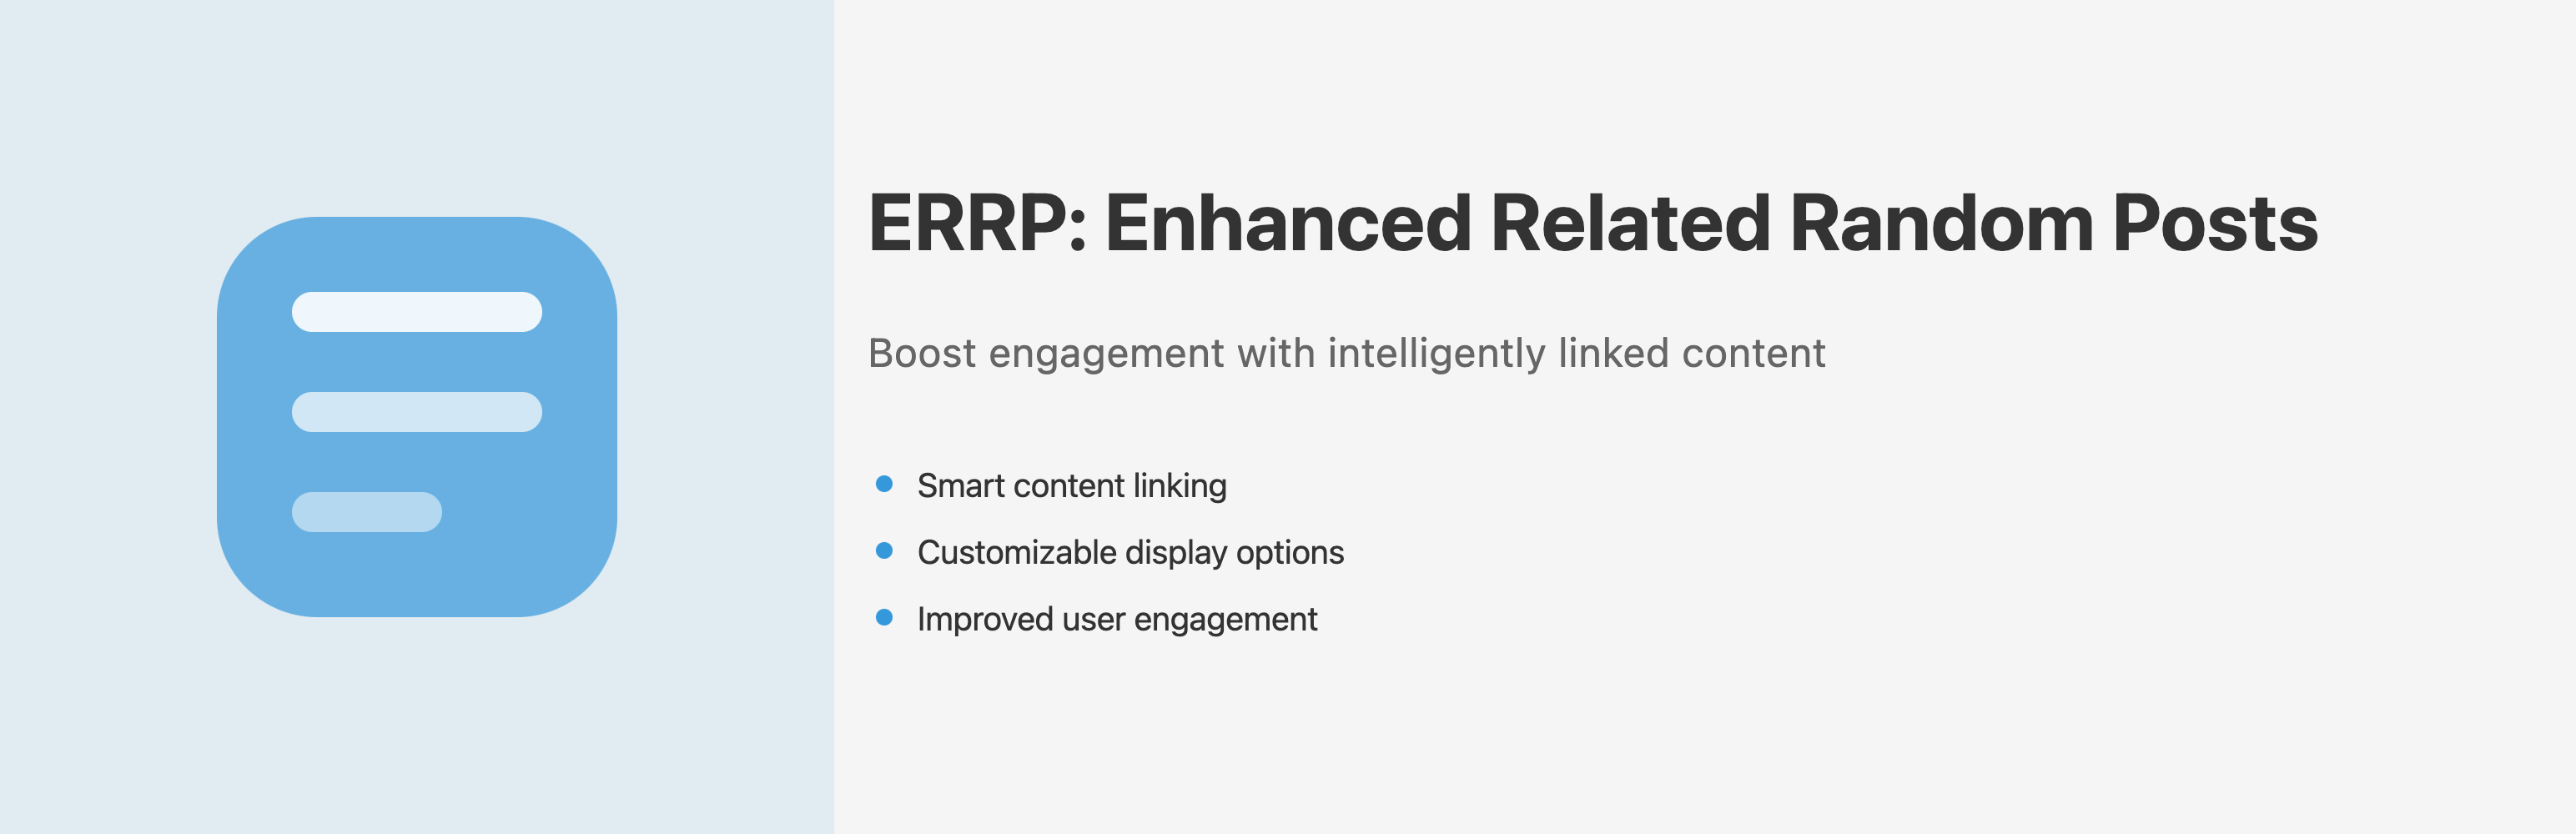 ERRP: Enhanced Related Random Posts
Boost engagement with intelligently linked content
Smart content linking
Customizable display options
Improved user engagement